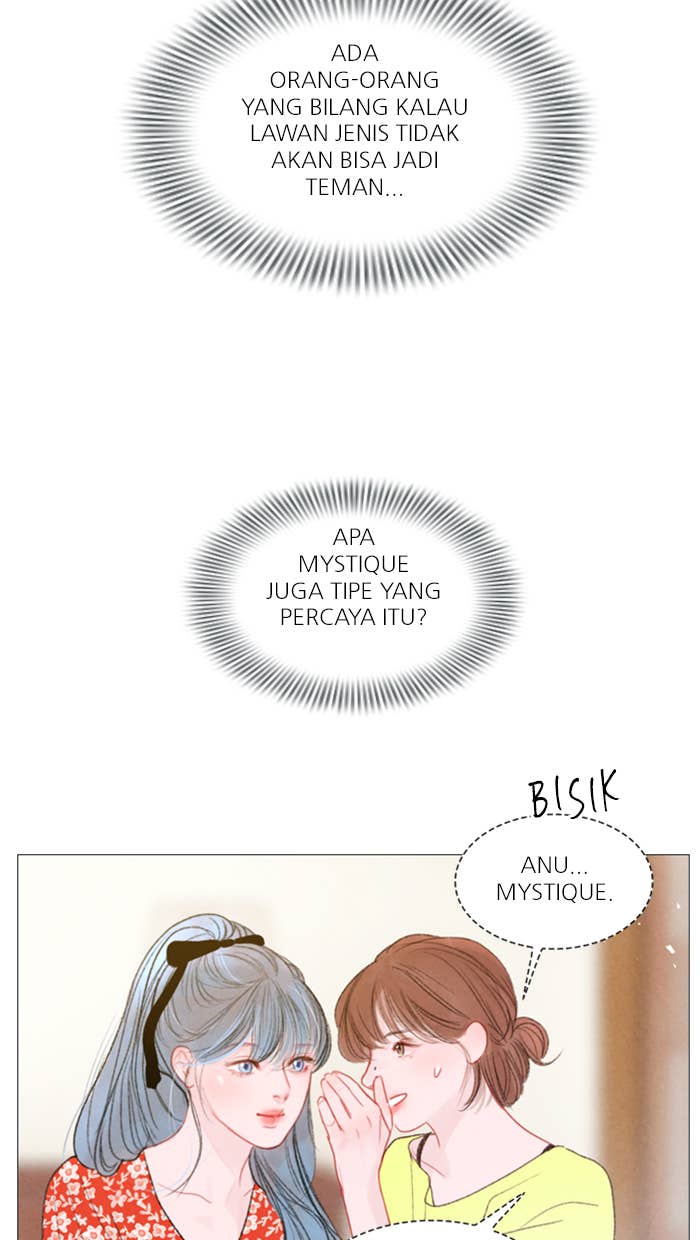 ADA
ORANG-ORANG
YANG BILANG KALAU
LAWAN JENIS TIDAK
AKAN BISA JADI
TEMAN...
APA
MYSTIQUE
JUGA TIPE YANG
PERCAYA ITU?
BISIK
ANU...
MYSTIQUE.